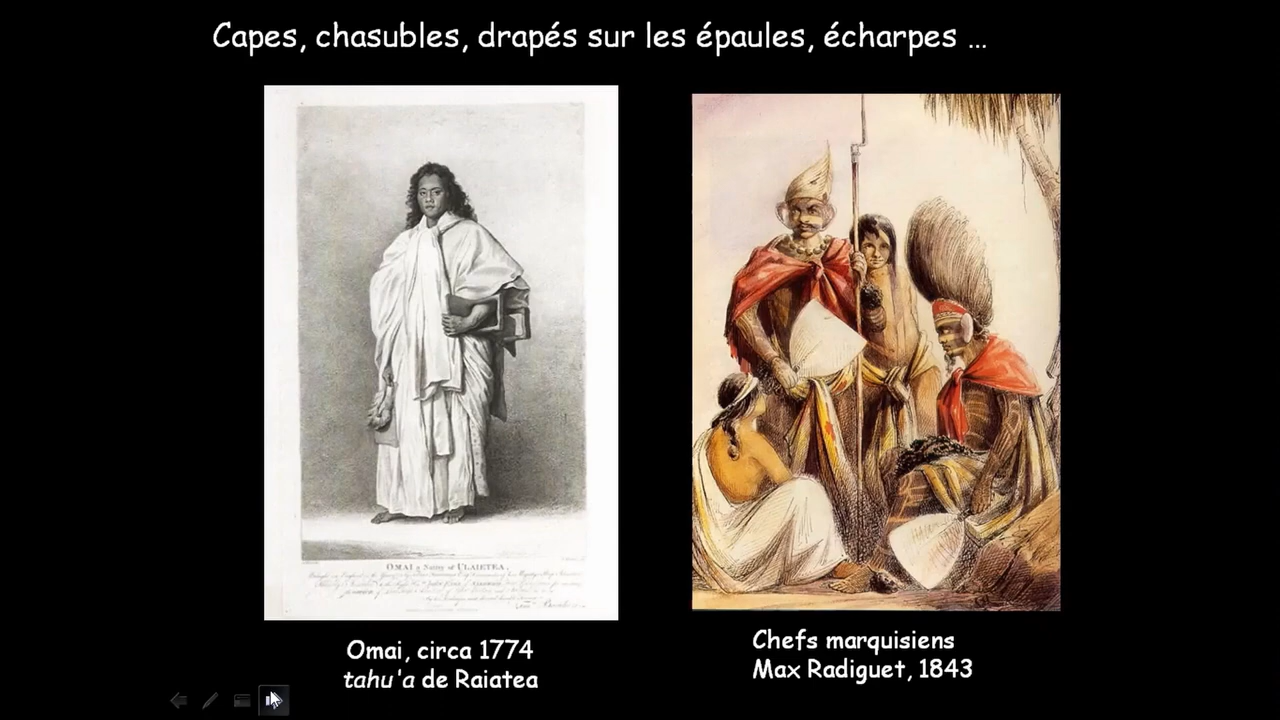 Capes, chasubles, drapés sur les épaules, écharpes ...
OMAI a Native of ULAIETEA.
Omai, circa 1774
tahu'a de Raiatea
Chefs marquisiens
Max Radiguet, 1843